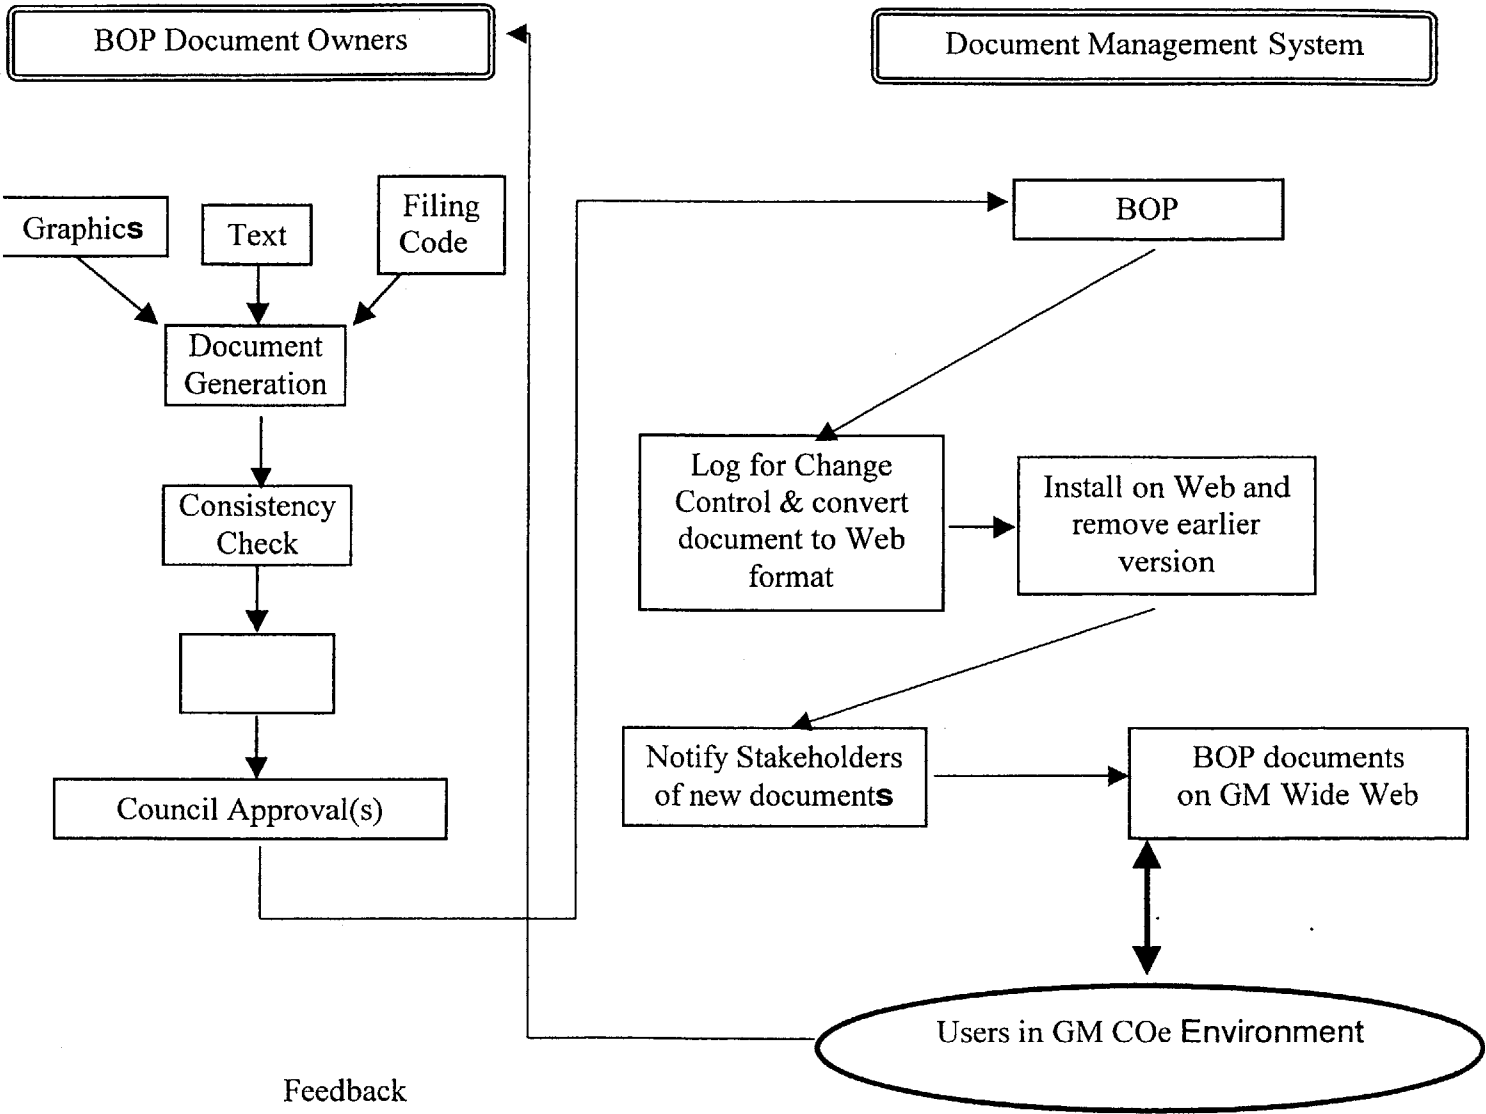 BOP Document Owners
Document Management System
Graphics
Text
Filing
Code
BOP
Document
Generation
Log for Change
Control & convert
document to Web
format
Install on Web and
remove earlier
version
Consistency
Check
Notify Stakeholders
of new documents
BOP documents
on GM Wide Web
Council Approval(s)
Users in GM COe Environment
Feedback